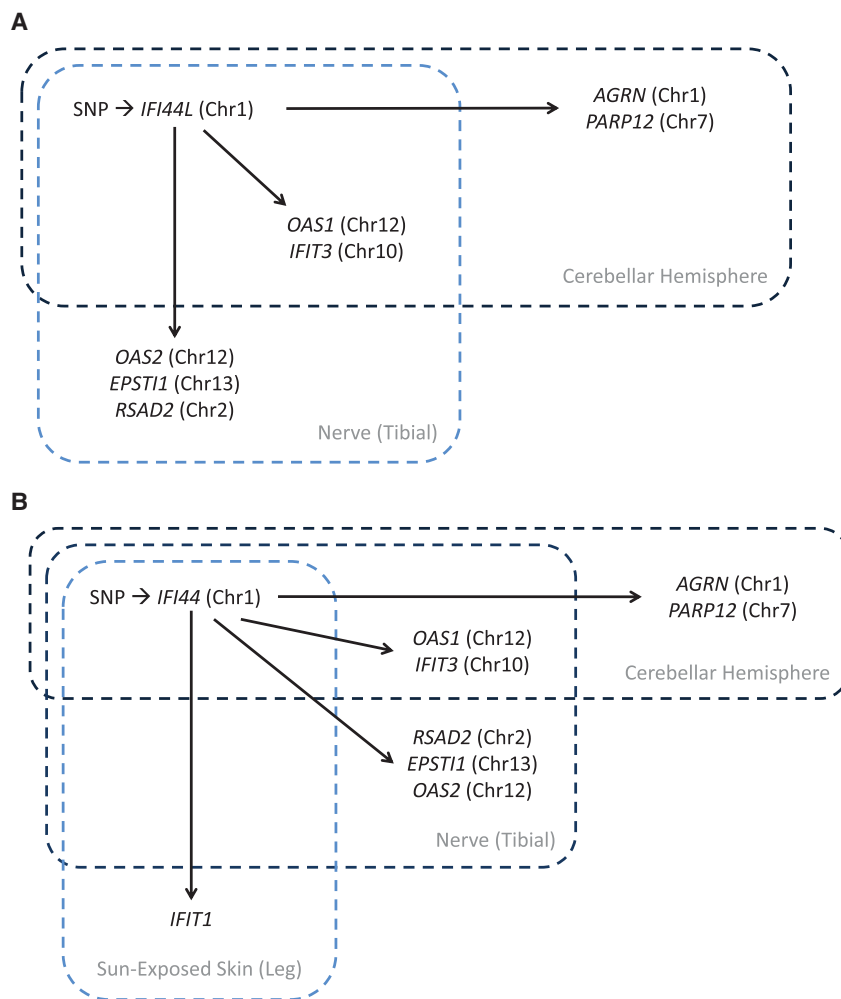 A
SNP → IFI44L (Chr1)
AGRN (Chr1)
PARP12 (Chr7)
OAS1 (Chr12)
IFIT3 (Chr10)
Cerebellar Hemisphere
OAS2 (Chr12)
EPSTI1 (Chr13)
RSAD2 (Chr2)
Nerve (Tibial)
B
SNP → IFI44 (Chr1)
AGRN (Chr1)
PARP12 (Chr7)
OAS1 (Chr12)
IFIT3 (Chr10)
Cerebellar Hemisphere
RSAD2 (Chr2)
EPSTI1 (Chr13)
OAS2 (Chr12)
Nerve (Tibial)
IFIT1
Sun-Exposed Skin (Leg)